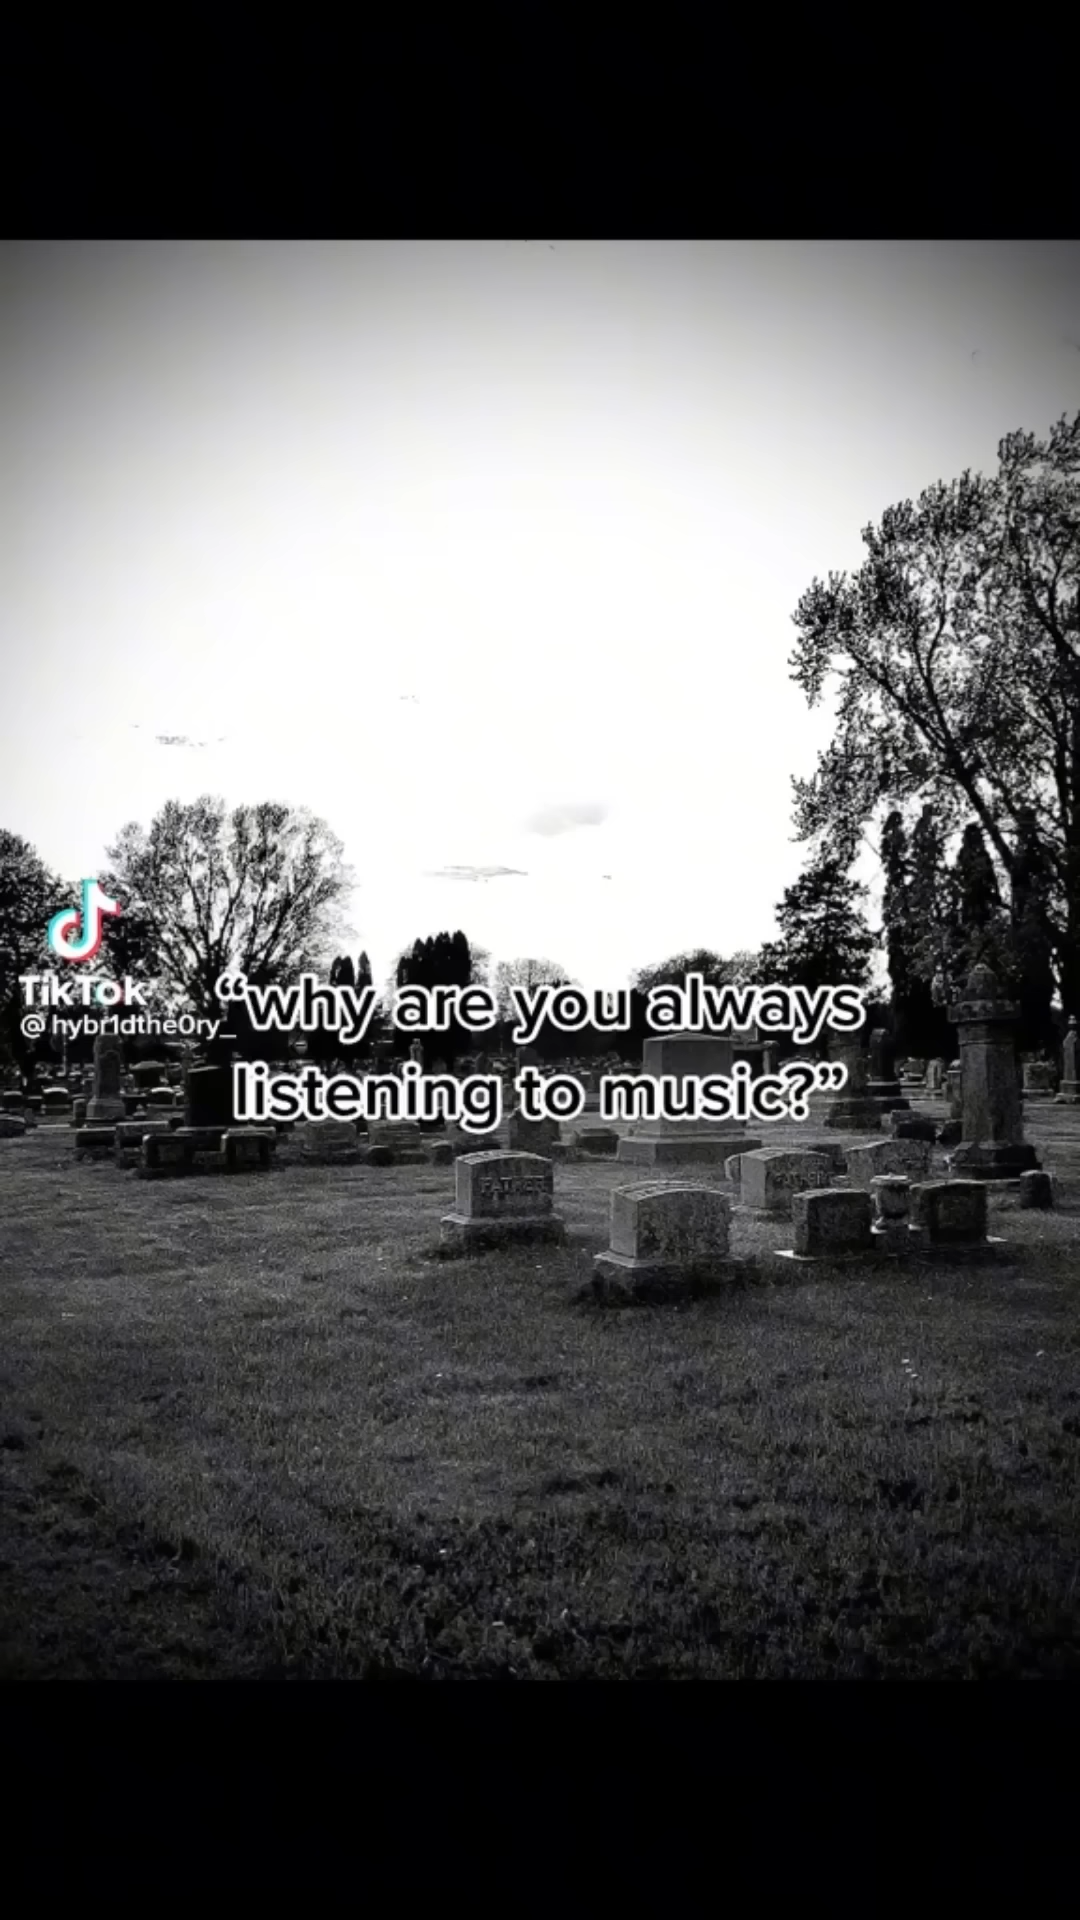 TikTok
@hybr1dthe0ry_
“why are you always
listening to music?”
FATHER